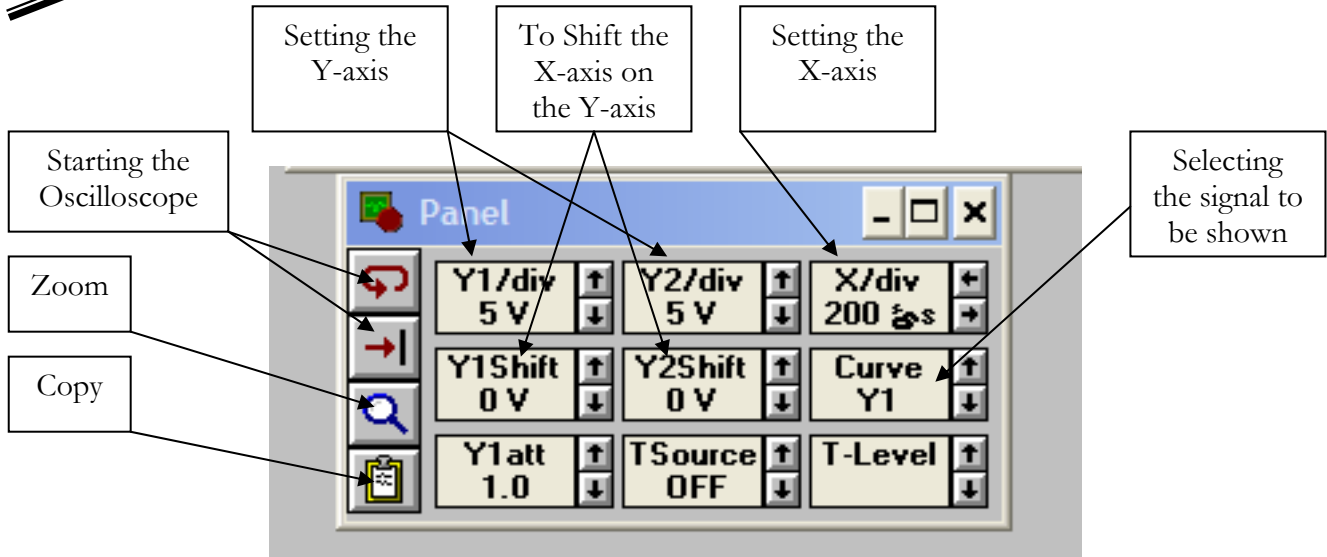 Setting the
Y-axis
To Shift the
X-axis on
the Y-axis
Setting the
X-axis
Starting the
Oscilloscope
Selecting
the signal to
be shown
Zoom
Copy
Panel
Y1/div
5 V
Y2/div
5 V
X/div
200 s
Y1Shift
0 V
Y2Shift
0 V
Curve
Y1
Y1att
1.0
TSource
OFF
T-Level